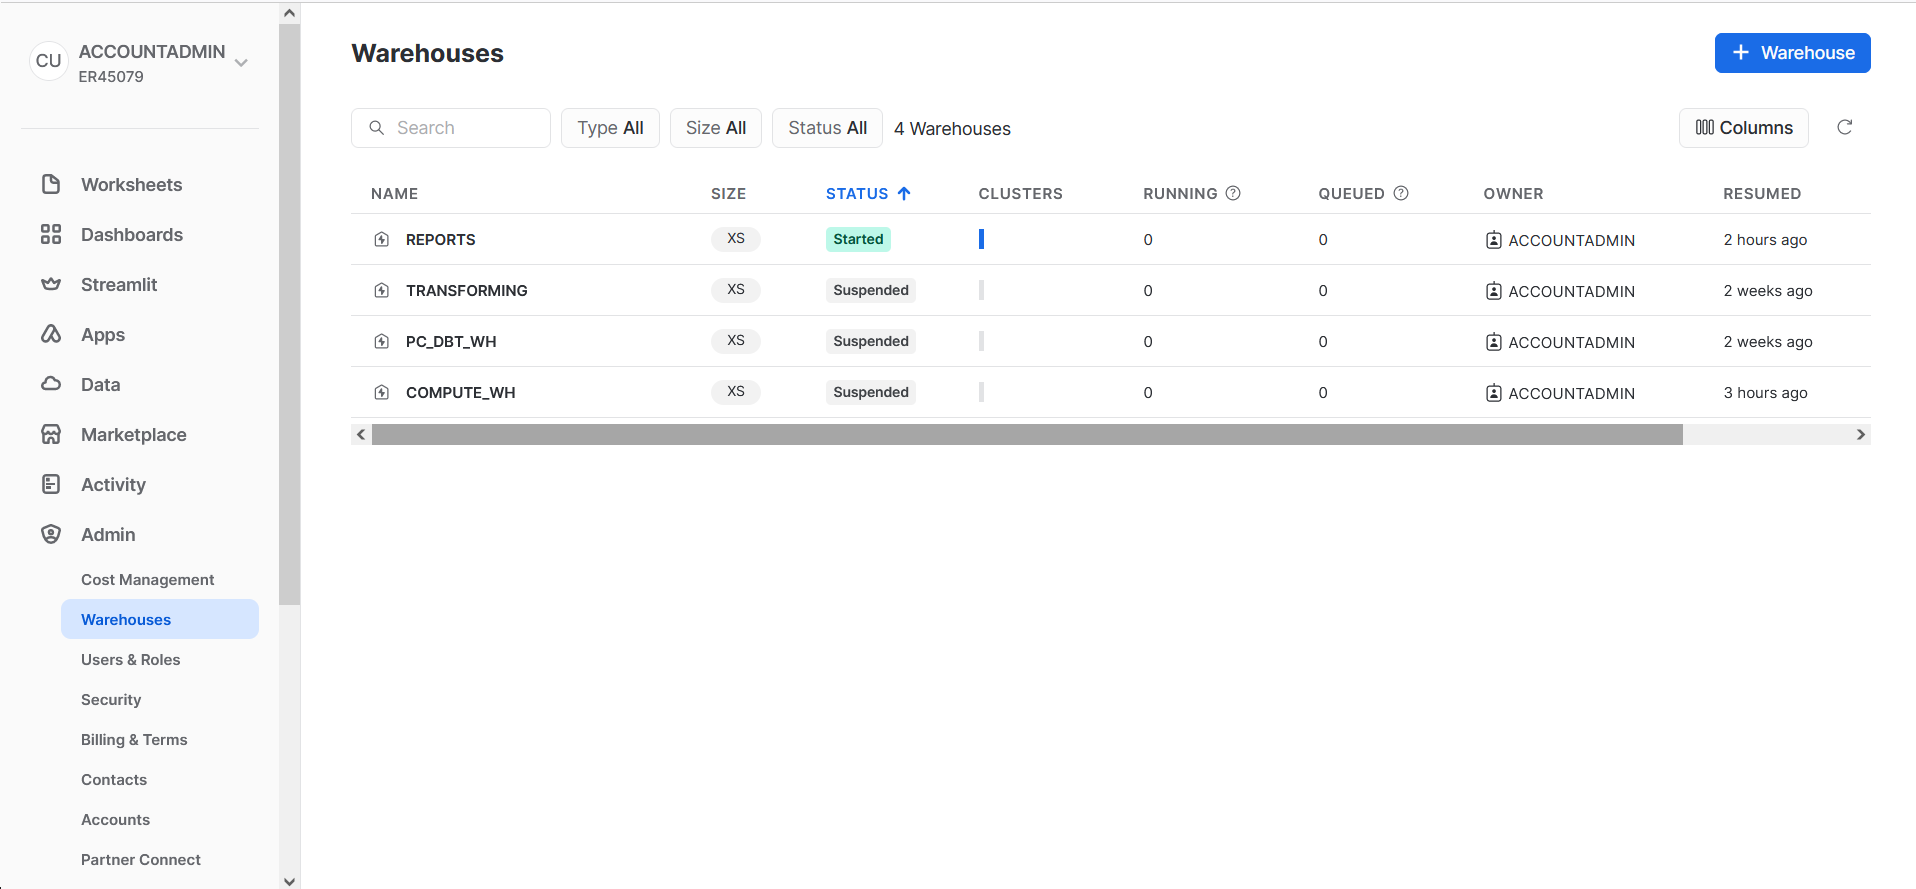 CU
ACCOUNTADMIN
ER45079
Worksheets
Dashboards
Streamlit
Apps
Data
Marketplace
Activity
Admin
Cost Management
Warehouses
Users & Roles
Security
Billing & Terms
Contacts
Accounts
Partner Connect
Warehouses
+ Warehouse
Search
Type All
Size All
Status All
4 Warehouses
Columns
NAME SIZE STATUS CLUSTERS RUNNING ? QUEUED ? OWNER RESUMED
REPORTS XS Started 0 0 ACCOUNTADMIN 2 hours ago
TRANSFORMING XS Suspended 0 0 ACCOUNTADMIN 2 weeks ago
PC_DBT_WH XS Suspended 0 0 ACCOUNTADMIN 2 weeks ago
COMPUTE_WH XS Suspended 0 0 ACCOUNTADMIN 3 hours ago